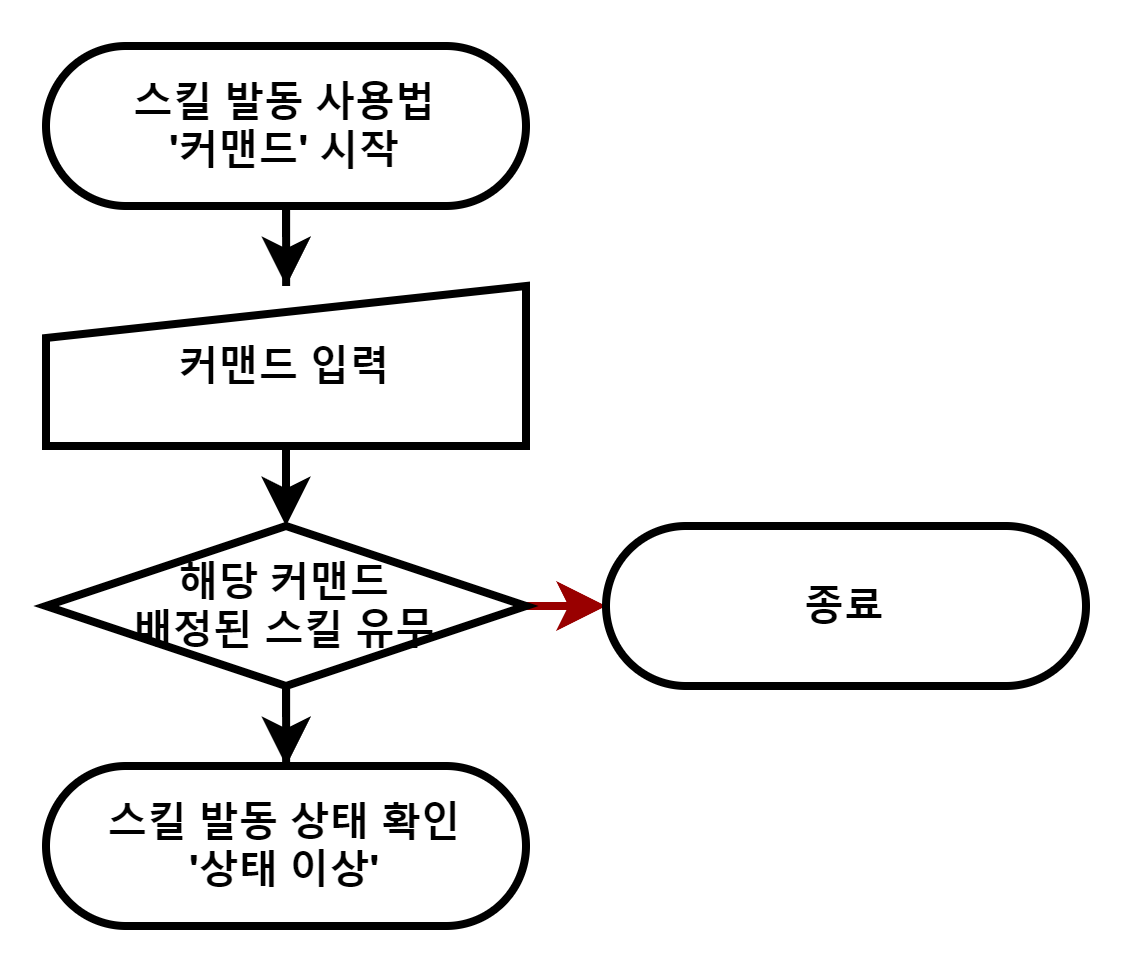 스킬 발동 사용법
'커맨드' 시작
커맨드 입력
해당 커맨드
배정된 스킬 유무
종료
스킬 발동 상태 확인
'상태 이상'